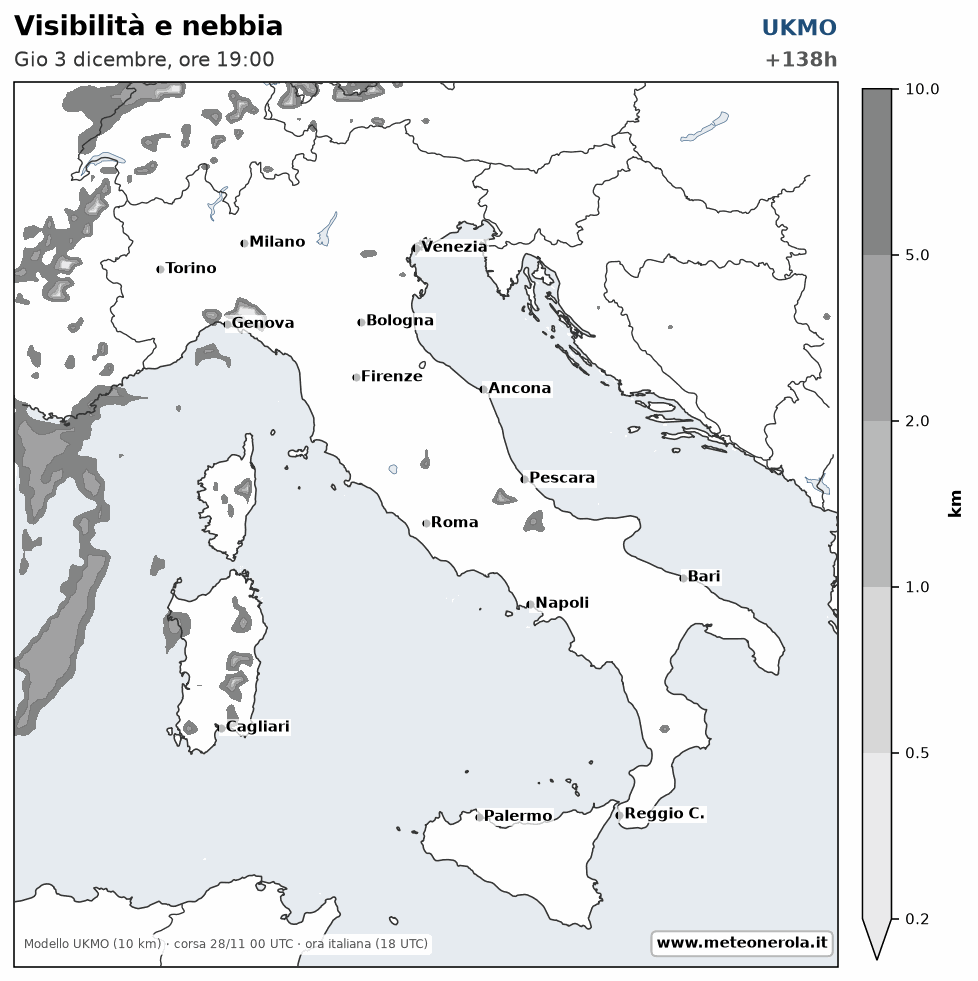 Visibilità e nebbia
UKMO
Gio 3 dicembre, ore 19:00
+138h
10.0
5.0
2.0
1.0
0.5
0.2
km
Milano
Venezia
Torino
Genova
Bologna
Firenze
Ancona
Pescara
Roma
Bari
Napoli
Cagliari
Palermo
Reggio C.
Modello UKMO (10 km) · corsa 28/11 00 UTC · ora italiana (18 UTC)
www.meteonerola.it